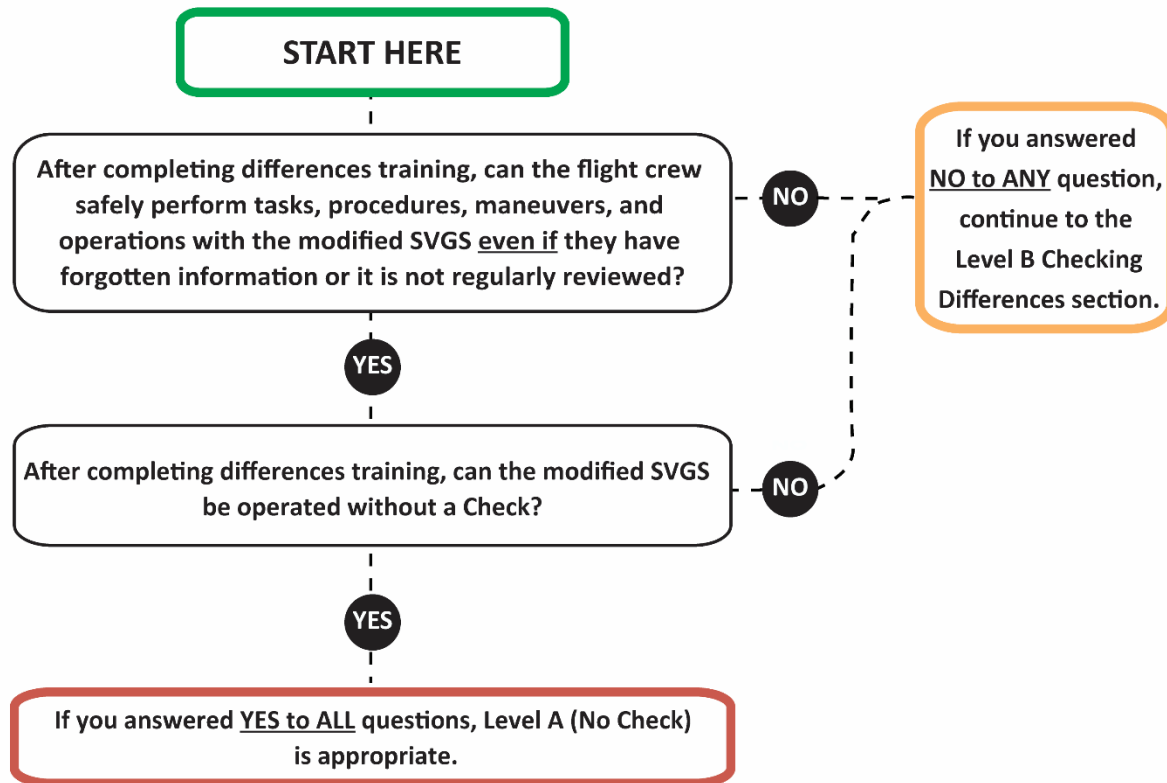 START HERE
After completing differences training, can the flight crew
safely perform tasks, procedures, maneuvers, and
operations with the modified SVGS even if they have
forgotten information or it is not regularly reviewed?
NO
If you answered
NO to ANY question,
continue to the
Level B Checking
Differences section.
YES
After completing differences training, can the modified SVGS
be operated without a Check?
NO
YES
If you answered YES to ALL questions, Level A (No Check)
is appropriate.